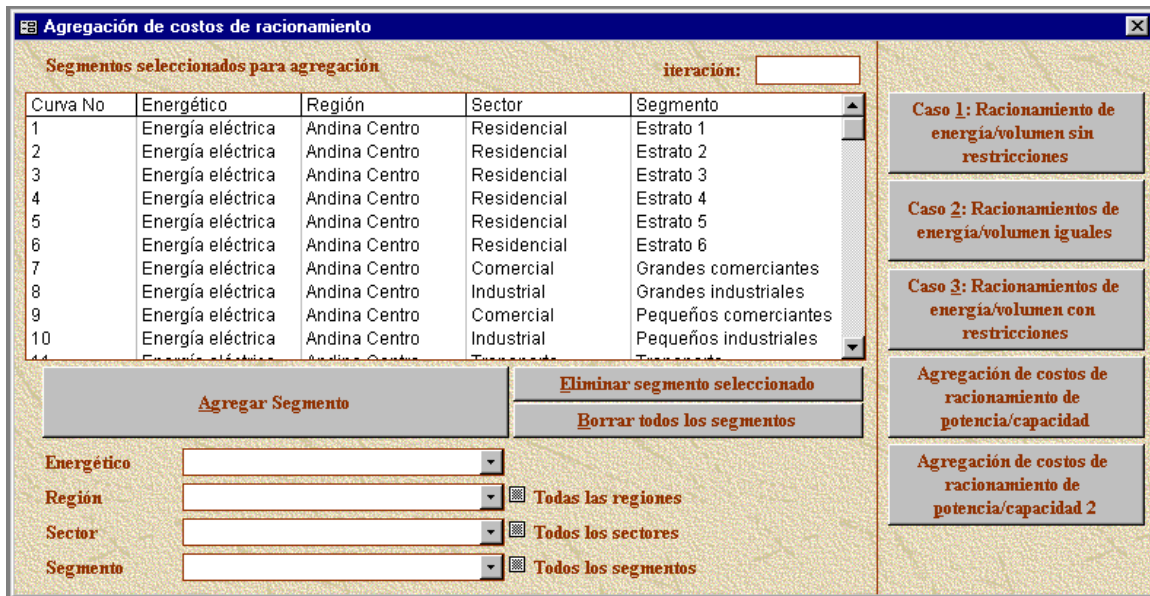 Agregación de costos de racionamiento
Segmentos seleccionados para agregación
iteración:
Curva No Energético Región Sector Segmento
1 Energía eléctrica Andina Centro Residencial Estrato 1
2 Energía eléctrica Andina Centro Residencial Estrato 2
3 Energía eléctrica Andina Centro Residencial Estrato 3
4 Energía eléctrica Andina Centro Residencial Estrato 4
5 Energía eléctrica Andina Centro Residencial Estrato 5
6 Energía eléctrica Andina Centro Residencial Estrato 6
7 Energía eléctrica Andina Centro Comercial Grandes comerciantes
8 Energía eléctrica Andina Centro Industrial Grandes industriales
9 Energía eléctrica Andina Centro Comercial Pequeños comerciantes
10 Energía eléctrica Andina Centro Industrial Pequeños industriales
11 Energía eléctrica Andina Centro Transporte Transporte
Agregar Segmento
Eliminar segmento seleccionado
Borrar todos los segmentos
Energético
Región
Todas las regiones
Sector
Todos los sectores
Segmento
Todos los segmentos
Caso 1: Racionamiento de
energía/volumen sin
restricciones
Caso 2: Racionamientos de
energía/volumen iguales
Caso 3: Racionamientos de
energía/volumen con
restricciones
Agregación de costos de
racionamiento de
potencia/capacidad
Agregación de costos de
racionamiento de
potencia/capacidad 2